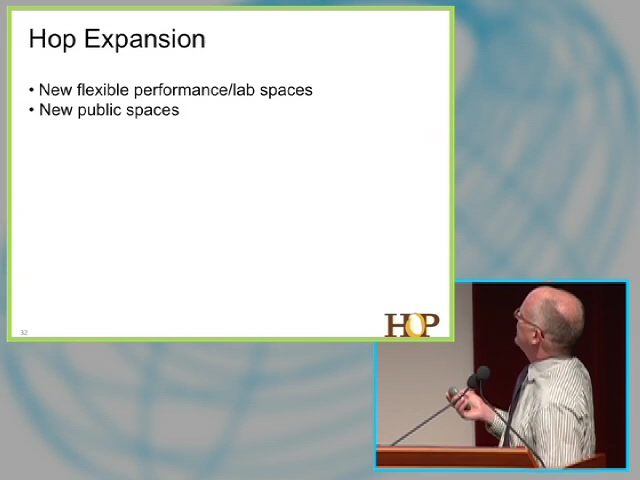 Hop Expansion
• New flexible performance/lab spaces
• New public spaces
32
HOP